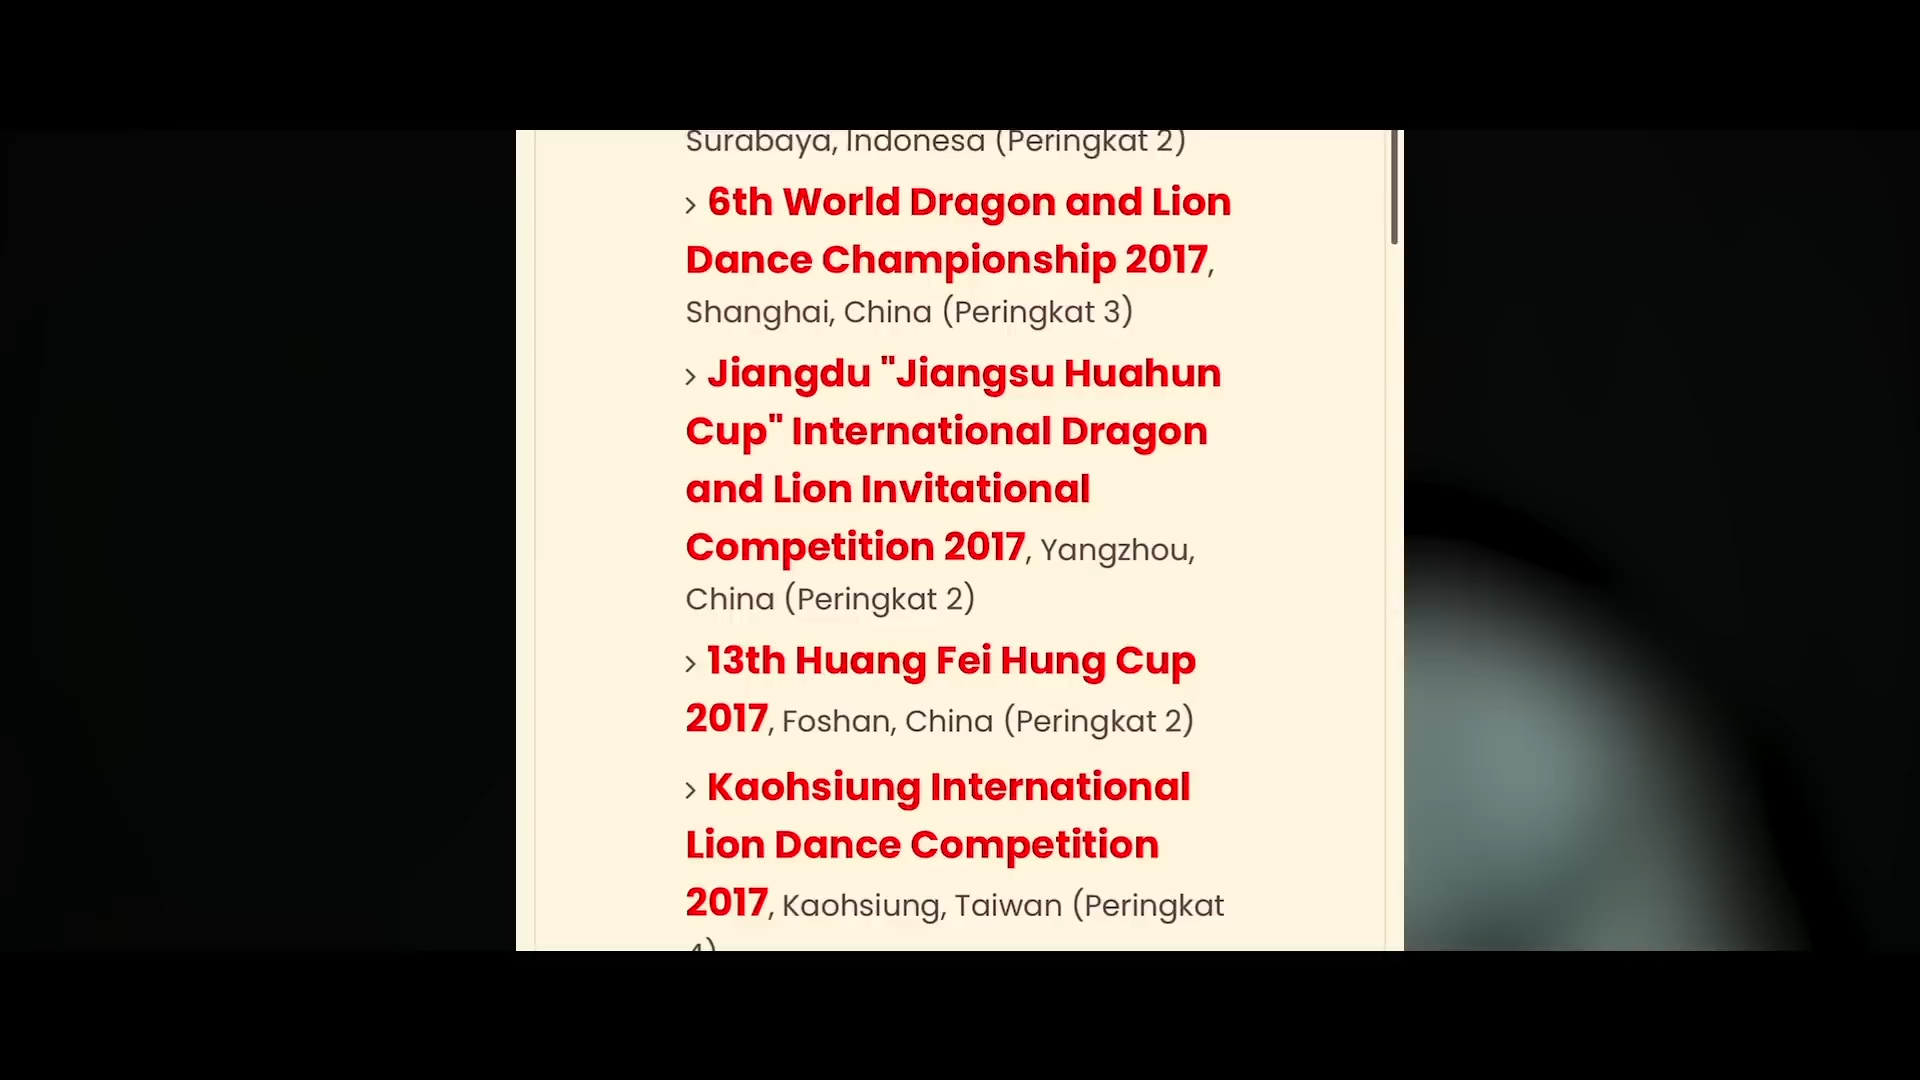 Surabaya, Indonesa (Peringkat 2)
> 6th World Dragon and Lion
Dance Championship 2017,
Shanghai, China (Peringkat 3)
> Jiangdu "Jiangsu Huahun
Cup" International Dragon
and Lion Invitational
Competition 2017, Yangzhou,
China (Peringkat 2)
> 13th Huang Fei Hung Cup
2017, Foshan, China (Peringkat 2)
> Kaohsiung International
Lion Dance Competition
2017, Kaohsiung, Taiwan (Peringkat
4)